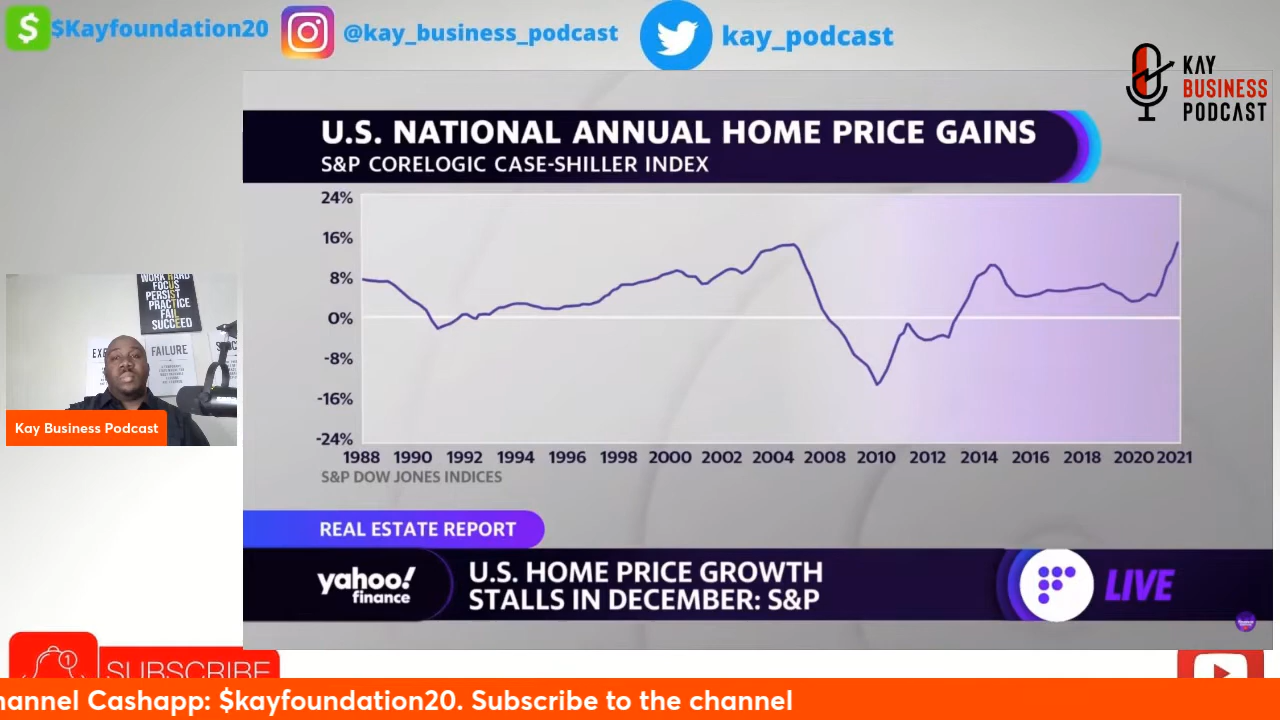 $Kayfoundation20
@kay_business_podcast
kay_podcast
KAY
BUSINESS
PODCAST
U.S. NATIONAL ANNUAL HOME PRICE GAINS
S&P CORELOGIC CASE-SHILLER INDEX
24%
16%
8%
0%
-8%
-16%
-24%
1988 1990 1992 1994 1996 1998 2000 2002 2004 2008 2010 2012 2014 2016 2018 2020 2021
S&P DOW JONES INDICES
WORK HARD
FOCUS
PERSIST
PRACTICE
FAIL
SUCCEED
FAILURE
Kay Business Podcast
REAL ESTATE REPORT
yahoo!
finance
U.S. HOME PRICE GROWTH
STALLS IN DECEMBER: S&P
LIVE
1
SUBSCRIBE
hannel Cashapp: $kayfoundation20. Subscribe to the channel